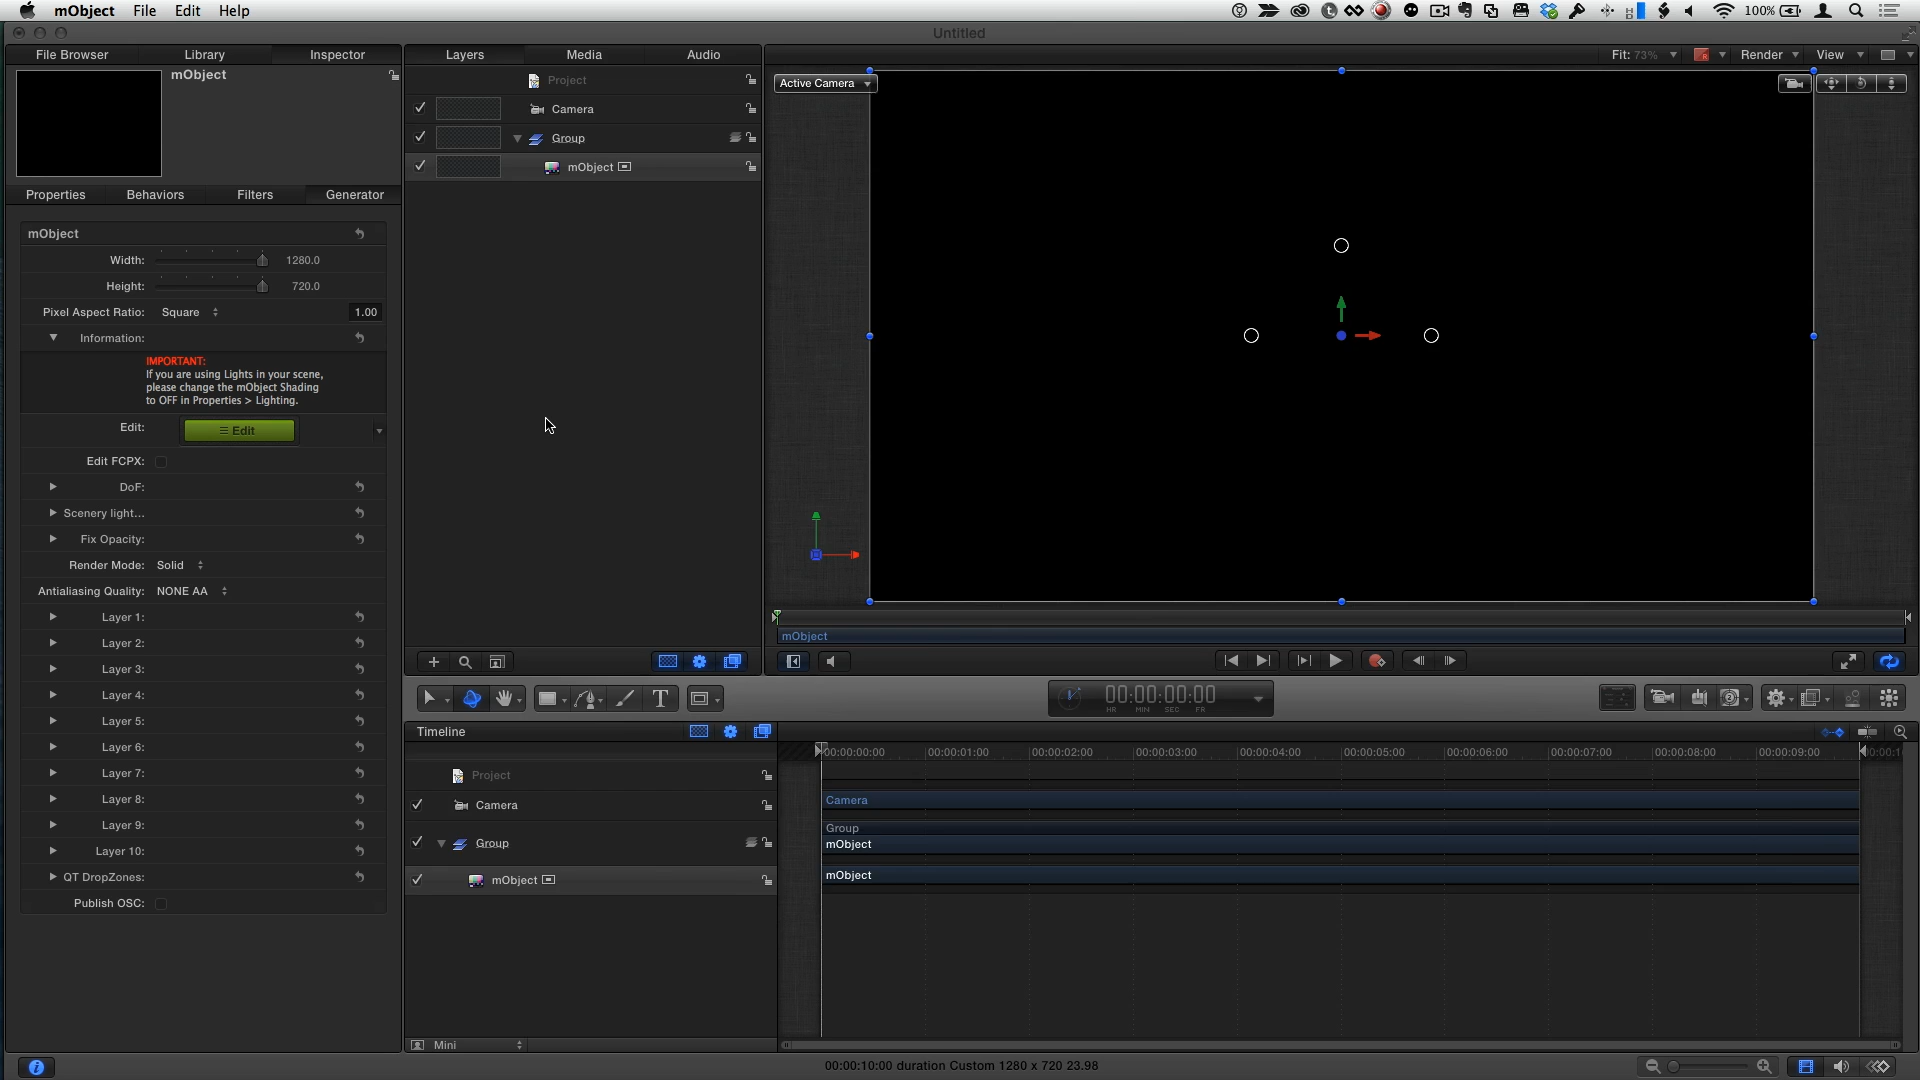 mObject File Edit Help 100%
Untitled
File Browser Library Inspector Layers Media Audio Fit: 73% Render View
mObject
Project
Active Camera
Camera
Group
mObject
Properties Behaviors Filters Generator
mObject
Width: 1280.0
Height: 720.0
Pixel Aspect Ratio: Square 1.00
Information:
IMPORTANT:
If you are using Lights in your scene,
please change the mObject Shading
to OFF in Properties > Lighting.
Edit: Edit
Edit FCPX:
DoF:
Scenery light...
Fix Opacity:
Render Mode: Solid
Antialiasing Quality: NONE AA
Layer 1:
Layer 2:
Layer 3:
Layer 4:
Layer 5:
Layer 6:
Layer 7:
Layer 8:
Layer 9:
Layer 10:
QT DropZones:
Publish OSC:
mObject
T
00:00:00:00
HR MIN SEC FR
Timeline
00:00:00:00 00:00:01:00 00:00:02:00 00:00:03:00 00:00:04:00 00:00:05:00 00:00:06:00 00:00:07:00 00:00:08:00 00:00:09:00 00:00:1
Project
Camera Camera
Group
Group mObject
mObject mObject
Mini
00:00:10:00 duration Custom 1280 x 720 23.98